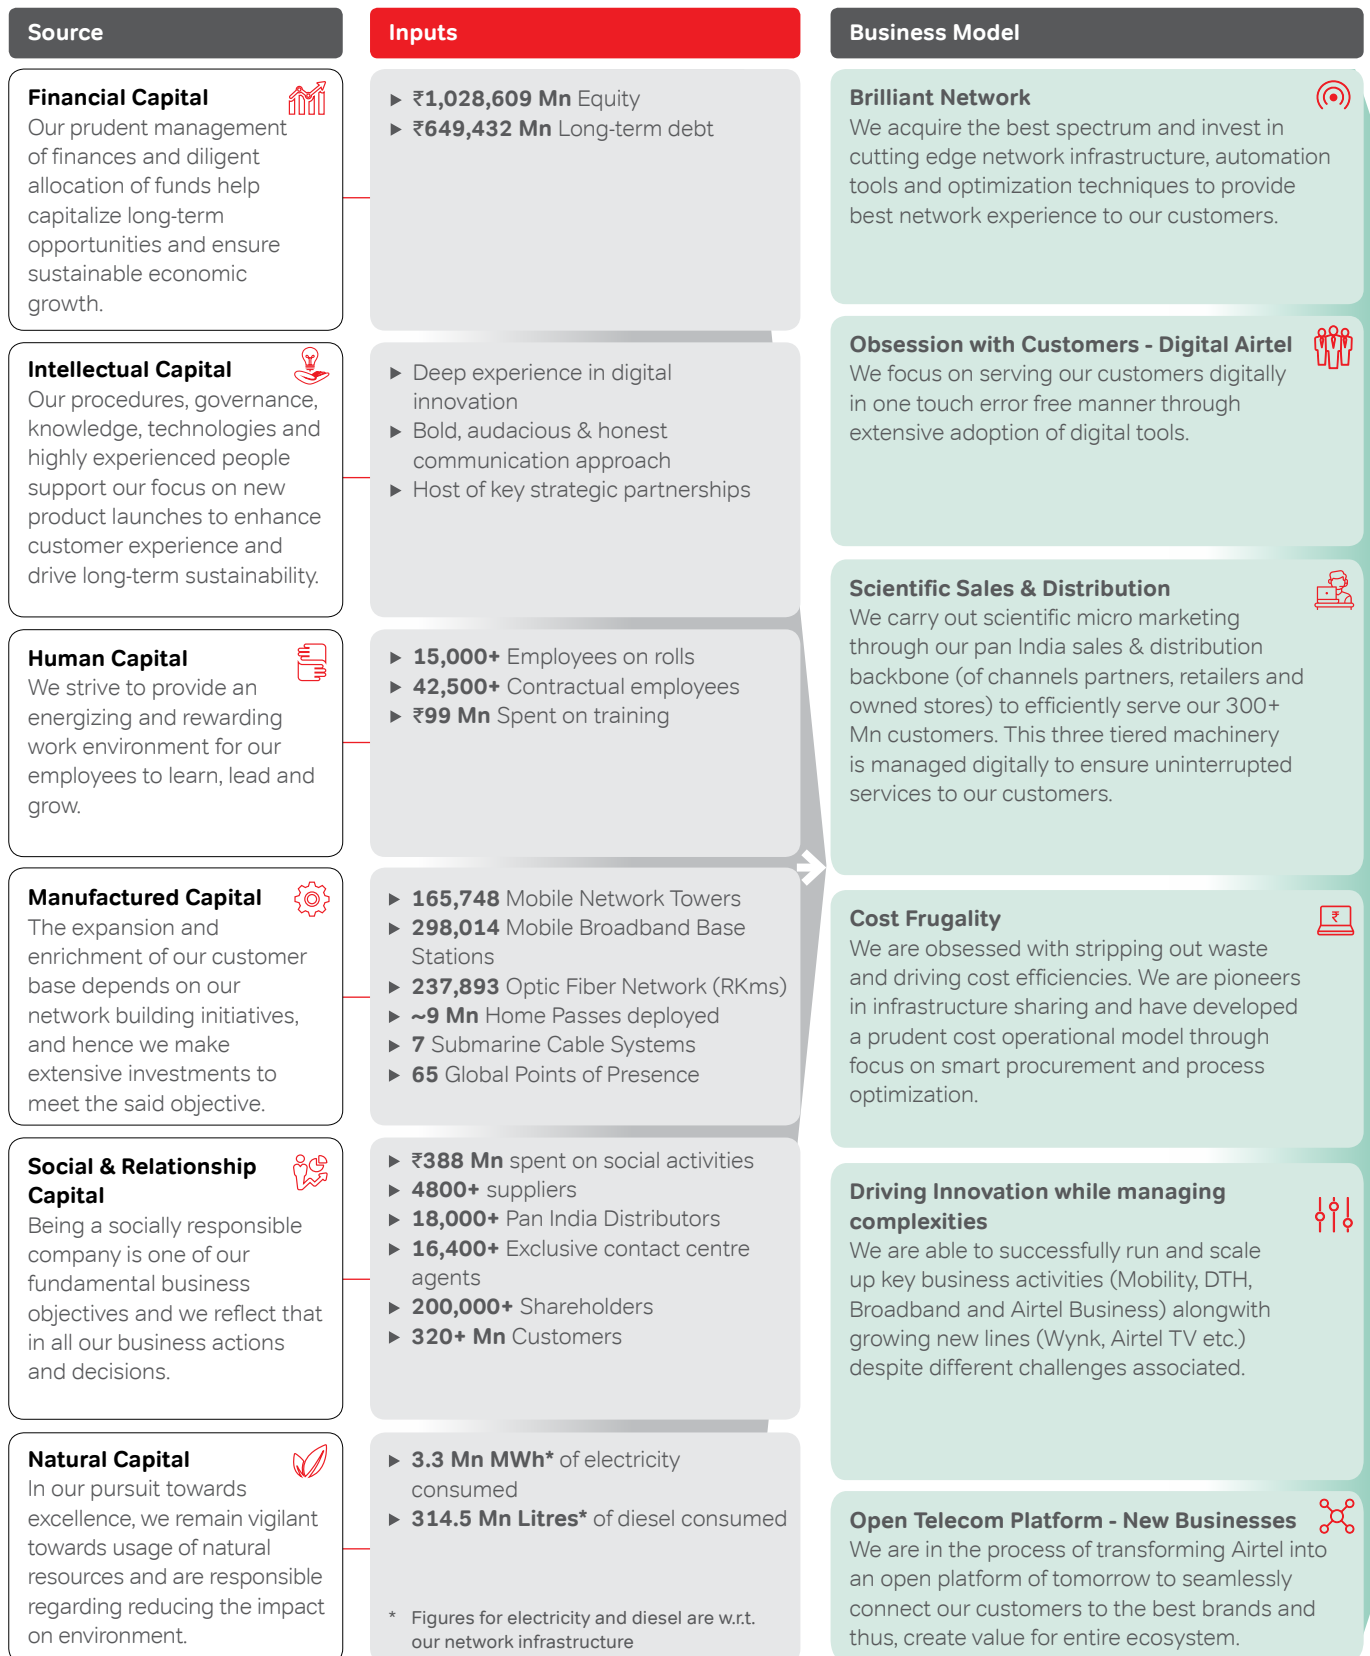 Source
Financial Capital
Our prudent management
of finances and diligent
allocation of funds help
capitalize long-term
opportunities and ensure
sustainable economic
growth.
Intellectual Capital
Our procedures, governance,
knowledge, technologies and
highly experienced people
support our focus on new
product launches to enhance
customer experience and
drive long-term sustainability.
Human Capital
We strive to provide an
energizing and rewarding
work environment for our
employees to learn, lead and
grow.
Manufactured Capital
The expansion and
enrichment of our customer
base depends on our
network building initiatives,
and hence we make
extensive investments to
meet the said objective.
Social & Relationship
Capital
Being a socially responsible
company is one of our
fundamental business
objectives and we reflect that
in all our business actions
and decisions.
Natural Capital
In our pursuit towards
excellence, we remain vigilant
towards usage of natural
resources and are responsible
regarding reducing the impact
on environment.
Inputs
► ₹1,028,609 Mn Equity
► ₹649,432 Mn Long-term debt
► Deep experience in digital
innovation
► Bold, audacious & honest
communication approach
► Host of key strategic partnerships
► 15,000+ Employees on rolls
► 42,500+ Contractual employees
► ₹99 Mn Spent on training
► 165,748 Mobile Network Towers
► 298,014 Mobile Broadband Base
Stations
► 237,893 Optic Fiber Network (RKms)
► ~9 Mn Home Passes deployed
► 7 Submarine Cable Systems
► 65 Global Points of Presence
► ₹388 Mn spent on social activities
► 4800+ suppliers
► 18,000+ Pan India Distributors
► 16,400+ Exclusive contact centre
agents
► 200,000+ Shareholders
► 320+ Mn Customers
► 3.3 Mn MWh* of electricity
consumed
► 314.5 Mn Litres* of diesel consumed
* Figures for electricity and diesel are w.r.t.
our network infrastructure
Business Model
Brilliant Network
We acquire the best spectrum and invest in
cutting edge network infrastructure, automation
tools and optimization techniques to provide
best network experience to our customers.
Obsession with Customers - Digital Airtel
We focus on serving our customers digitally
in one touch error free manner through
extensive adoption of digital tools.
Scientific Sales & Distribution
We carry out scientific micro marketing
through our pan India sales & distribution
backbone (of channels partners, retailers and
owned stores) to efficiently serve our 300+
Mn customers. This three tiered machinery
is managed digitally to ensure uninterrupted
services to our customers.
Cost Frugality
₹
We are obsessed with stripping out waste
and driving cost efficiencies. We are pioneers
in infrastructure sharing and have developed
a prudent cost operational model through
focus on smart procurement and process
optimization.
Driving Innovation while managing
complexities
We are able to successfully run and scale
up key business activities (Mobility, DTH,
Broadband and Airtel Business) alongwith
growing new lines (Wynk, Airtel TV etc.)
despite different challenges associated.
Open Telecom Platform - New Businesses
We are in the process of transforming Airtel into
an open platform of tomorrow to seamlessly
connect our customers to the best brands and
thus, create value for entire ecosystem.